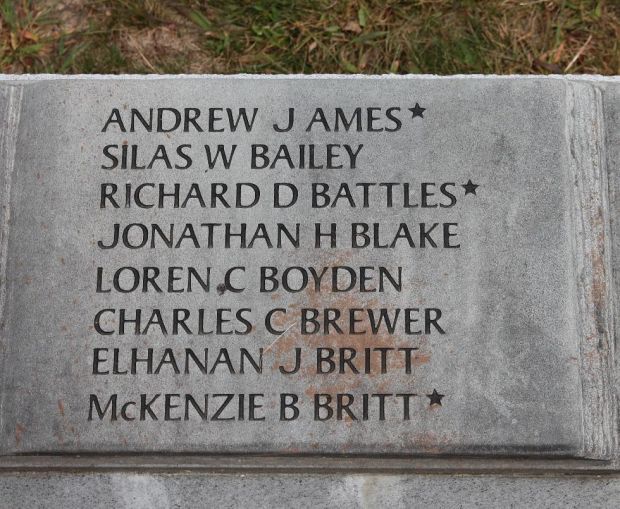 ANDREW J AMES★
SILAS W BAILEY
RICHARD D BATTLES★
JONATHAN H BLAKE
LOREN C BOYDEN
CHARLES C BREWER
ELHANAN J BRITT
McKENZIE B BRITT★